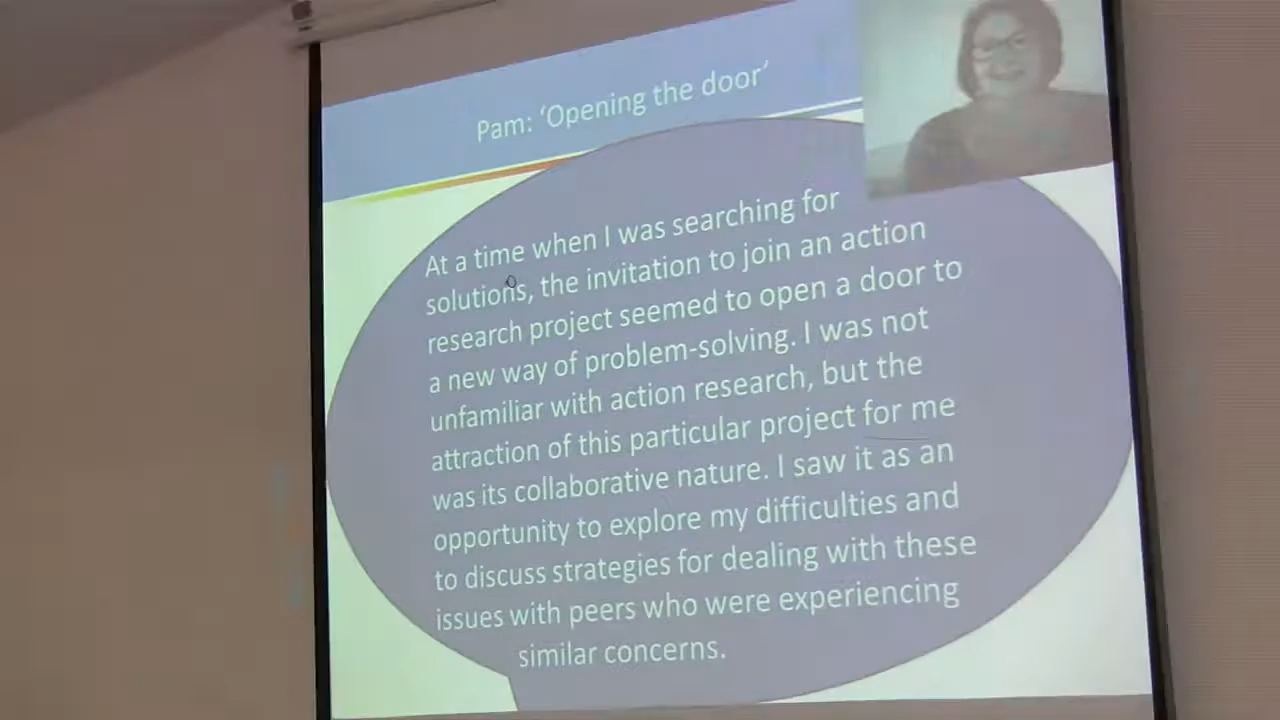 Pam: ‘Opening the door’
At a time when I was searching for
solutions, the invitation to join an action
research project seemed to open a door to
a new way of problem-solving. I was not
unfamiliar with action research, but the
attraction of this particular project for me
was its collaborative nature. I saw it as an
opportunity to explore my difficulties and
to discuss strategies for dealing with these
issues with peers who were experiencing
similar concerns.